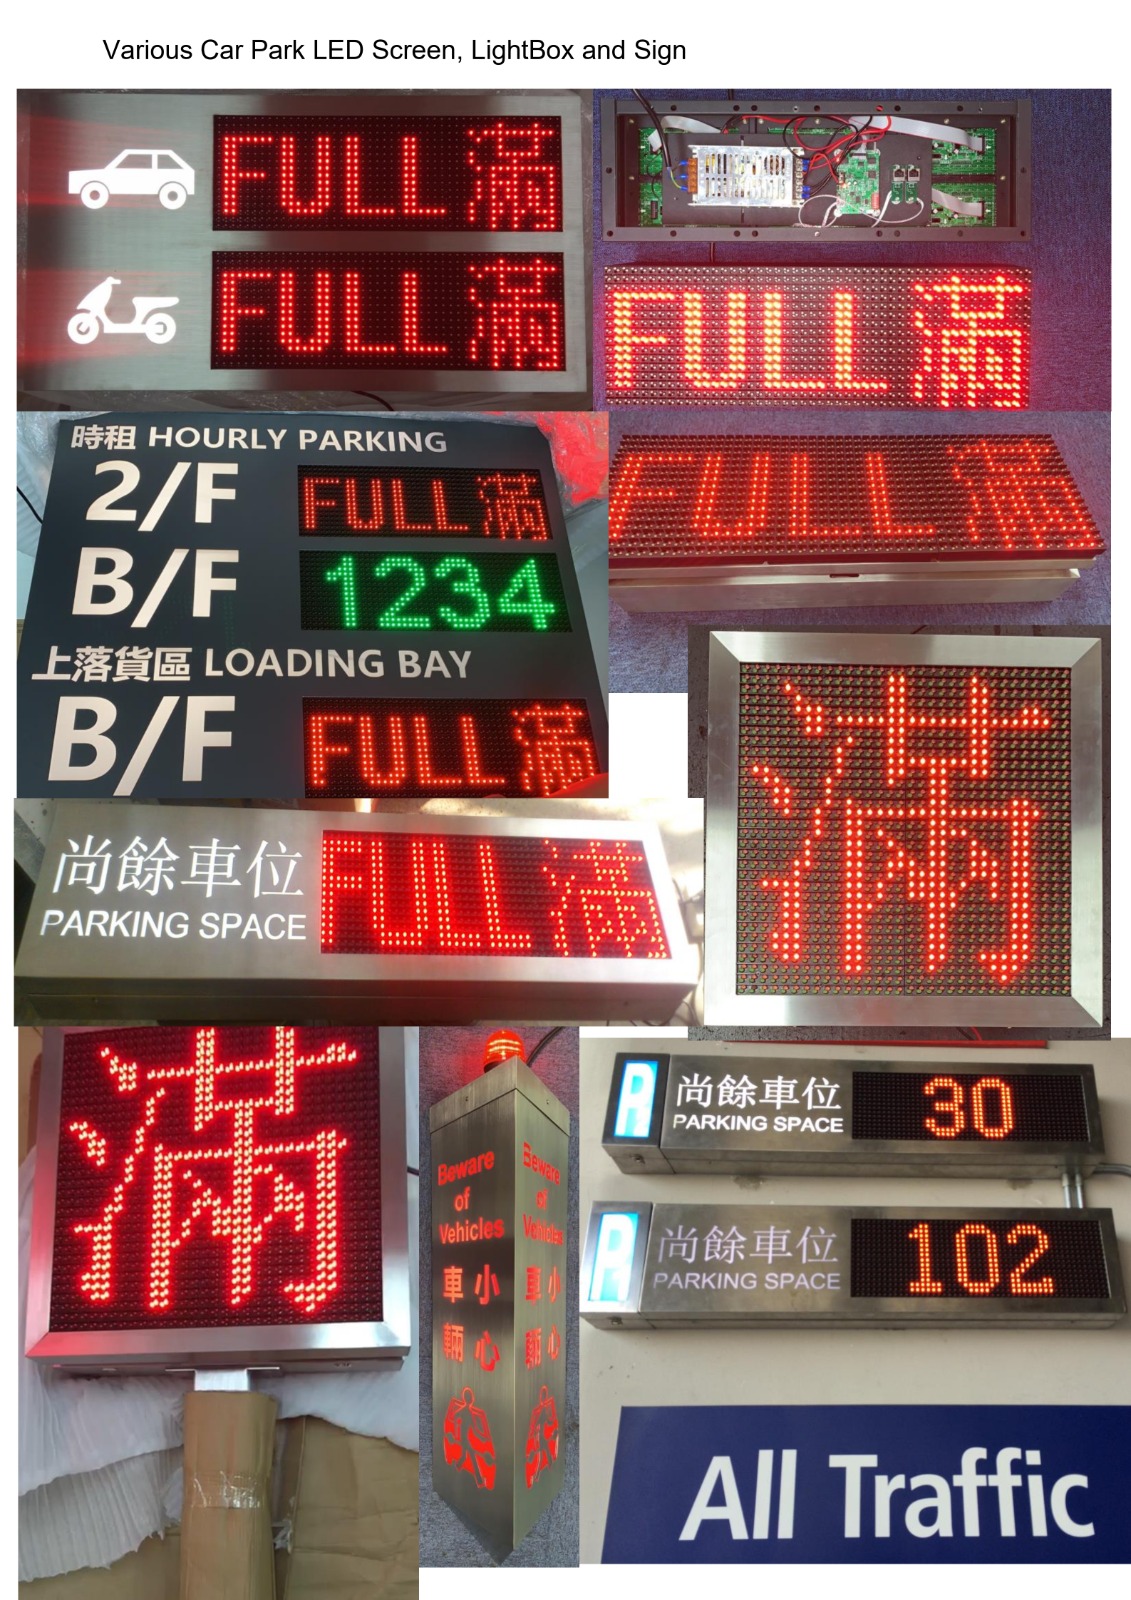 Various Car Park LED Screen, LightBox and Sign
FULL 滿
FULL 滿
FULL 滿
時租 HOURLY PARKING
2/F FULL 滿
B/F 1234
上落貨區 LOADING BAY
B/F FULL 滿
FULL 滿
滿
尚餘車位
PARKING SPACE
FULL 滿
滿
Beware
of
Vehicles
小心
車輛
Beware
of
Vehicles
小心
車輛
P
尚餘車位
PARKING SPACE
30
P
尚餘車位
PARKING SPACE
102
All Traffic